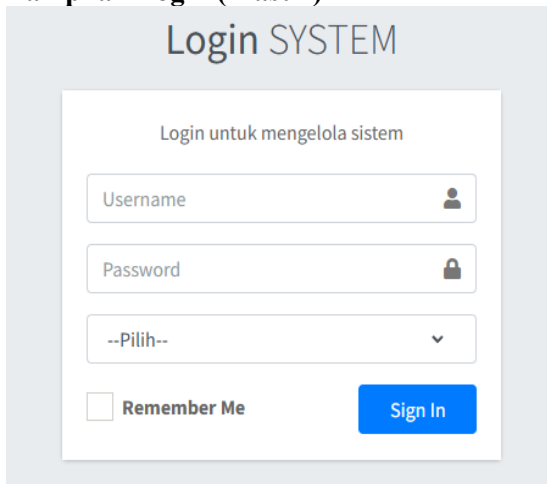 Login SYSTEM
Login untuk mengelola sistem
Username
Password
--Pilih--
Remember Me
Sign In